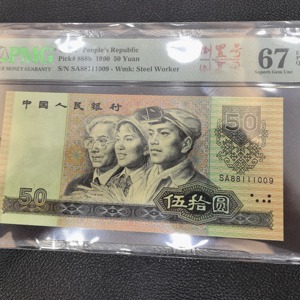 PMG
People's Republic
Pick# 888b 1990 50 Yuan
S/N SA88111009 - Wmk: Steel Worker
67
Superb Gem Unc
中国人民银行
50
SA88111009
50
伍拾圆